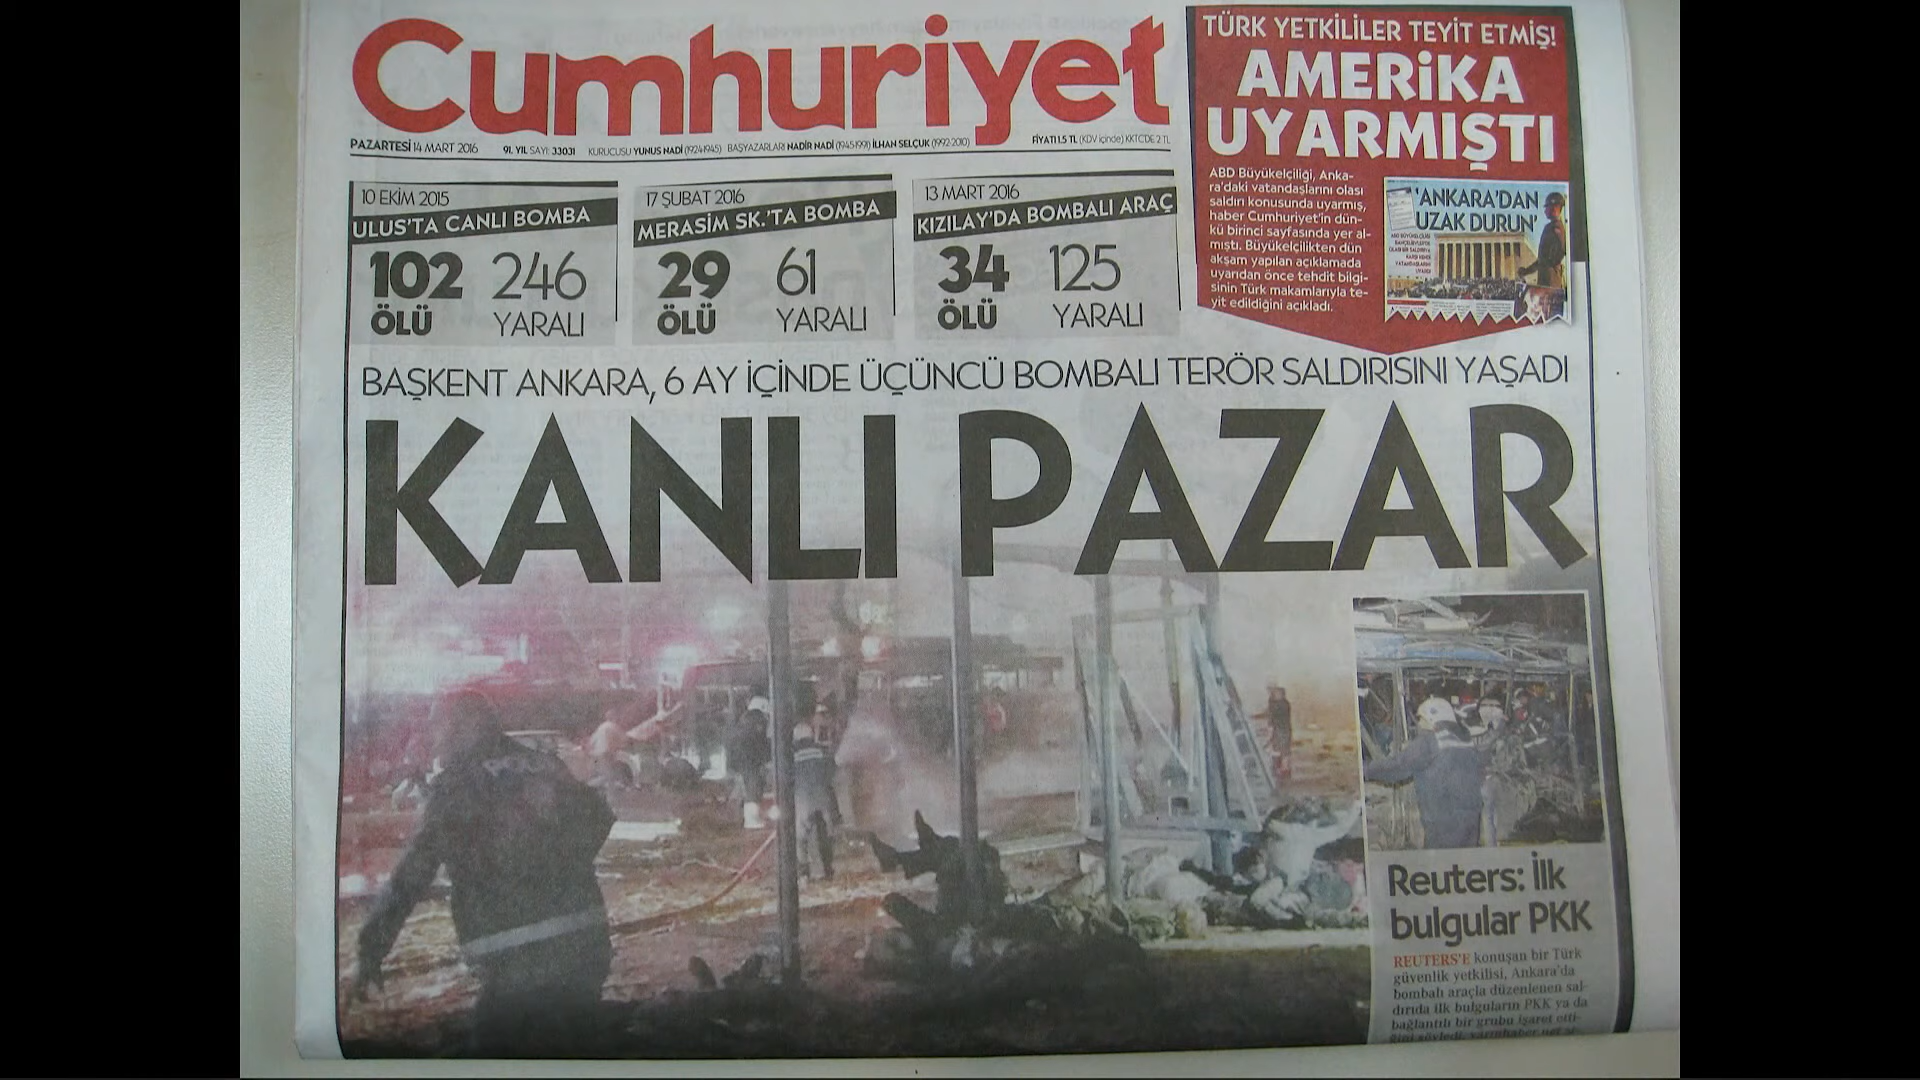 Cumhuriyet
PAZARTESİ 14 MART 2016 91. YIL SAYI: 33031 KURUCUSU YUNUS NADİ (1924-1945) BAŞYAZARLARI NADİR NADİ (1945-1991) İLHAN SELÇUK (1992-2010) FİYATI 1.5 TL (KDV içinde) KKTC'DE 2 TL
TÜRK YETKİLİLER TEYİT ETMİŞ!
AMERİKA
UYARMIŞTI
ABD Büyükelçiliği, Anka-
ra'daki vatandaşlarını olası
saldırı konusunda uyarmış,
haber Cumhuriyet'in dün-
kü birinci sayfasında yer al-
mıştı. Büyükelçilikten dün
akşam yapılan açıklamada
uyarıdan önce tehdit bilgi-
sinin Türk makamlarıyla te-
yit edildiğini açıkladı.
'ANKARA'DAN
UZAK DURUN'
10 EKİM 2015
ULUS'TA CANLI BOMBA
102 246
ÖLÜ YARALI
17 ŞUBAT 2016
MERASİM SK.'TA BOMBA
29 61
ÖLÜ YARALI
13 MART 2016
KIZILAY'DA BOMBALI ARAÇ
34 125
ÖLÜ YARALI
BAŞKENT ANKARA, 6 AY İÇİNDE ÜÇÜNCÜ BOMBALI TERÖR SALDIRISINI YAŞADI
KANLI PAZAR
Reuters: İlk
bulgular PKK
REUTERS'E konuşan bir Türk
güvenlik yetkilisi, Ankara'da
bombalı araçla düzenlenen sal-
dırıda ilk bulguların PKK ya da
bağlantılı bir grubu işaret etti-
ğini söyledi.